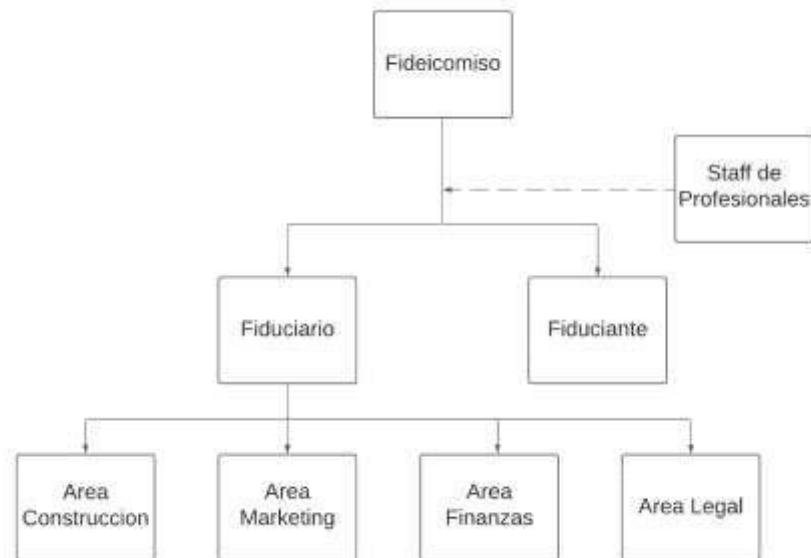 Fideicomiso
Staff de
Profesionales
Fiduciario
Fiduciante
Area
Construccion
Area
Marketing
Area
Finanzas
Area Legal